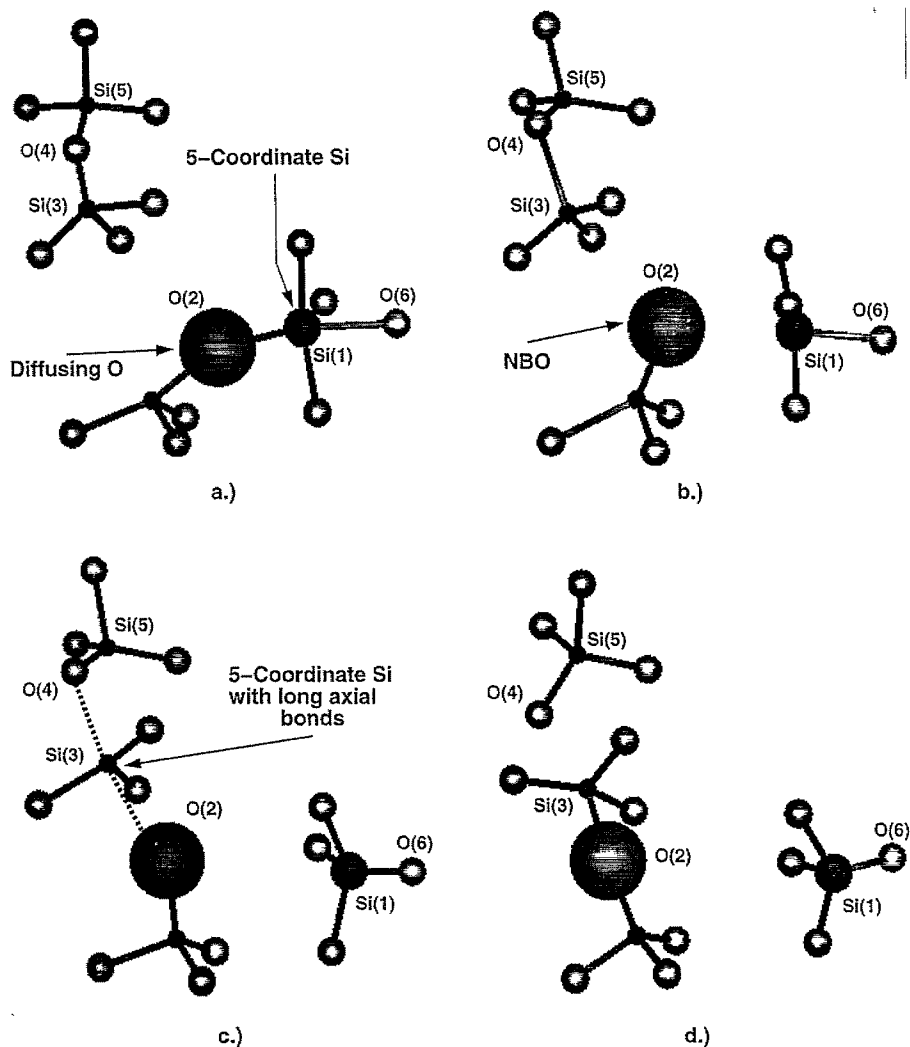 Si(5)
O(4)
5-Coordinate Si
Si(3)
O(2)
O(6)
Si(1)
Diffusing O
a.)
Si(5)
O(4)
Si(3)
O(2)
O(6)
Si(1)
NBO
b.)
Si(5)
O(4)
5-Coordinate Si
with long axial
bonds
Si(3)
O(2)
O(6)
Si(1)
c.)
Si(5)
O(4)
Si(3)
O(2)
O(6)
Si(1)
d.)